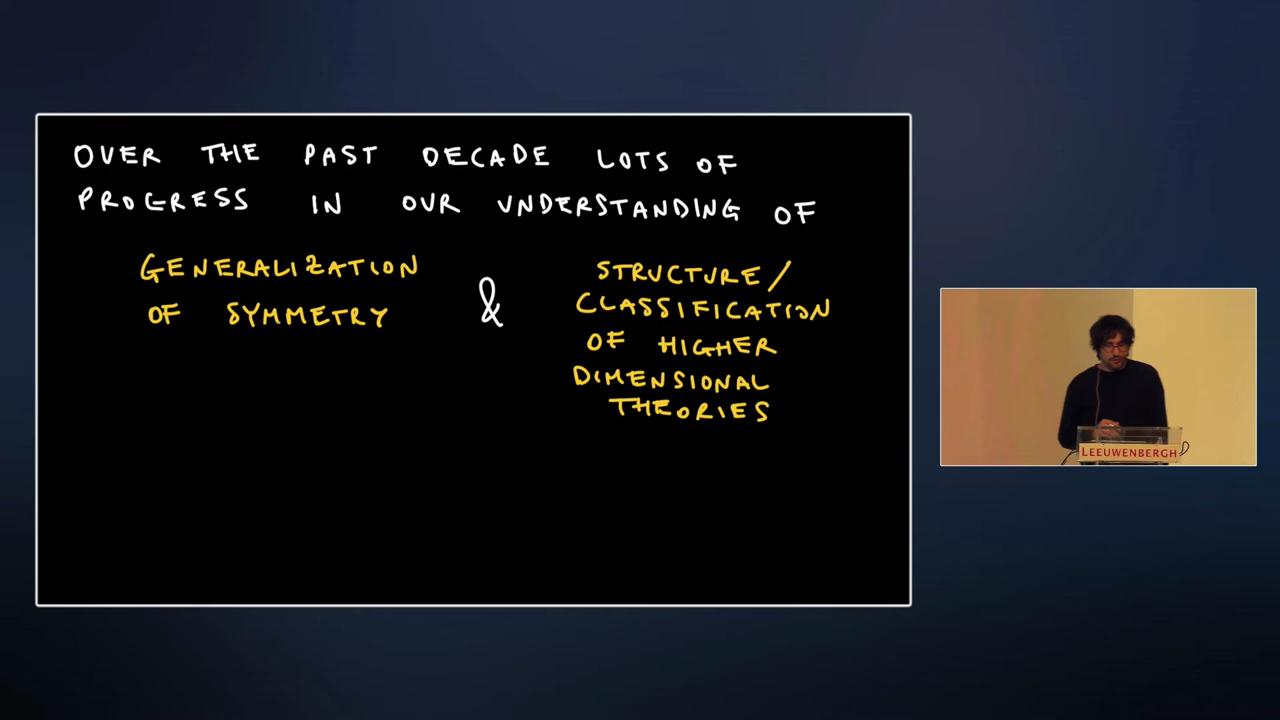 OVER THE PAST DECADE LOTS OF
PROGRESS IN OUR UNDERSTANDING OF
GENERALIZATION
OF SYMMETRY
&
STRUCTURE/
CLASSIFICATION
OF HIGHER
DIMENSIONAL
THEORIES
LEEUWENBERGH